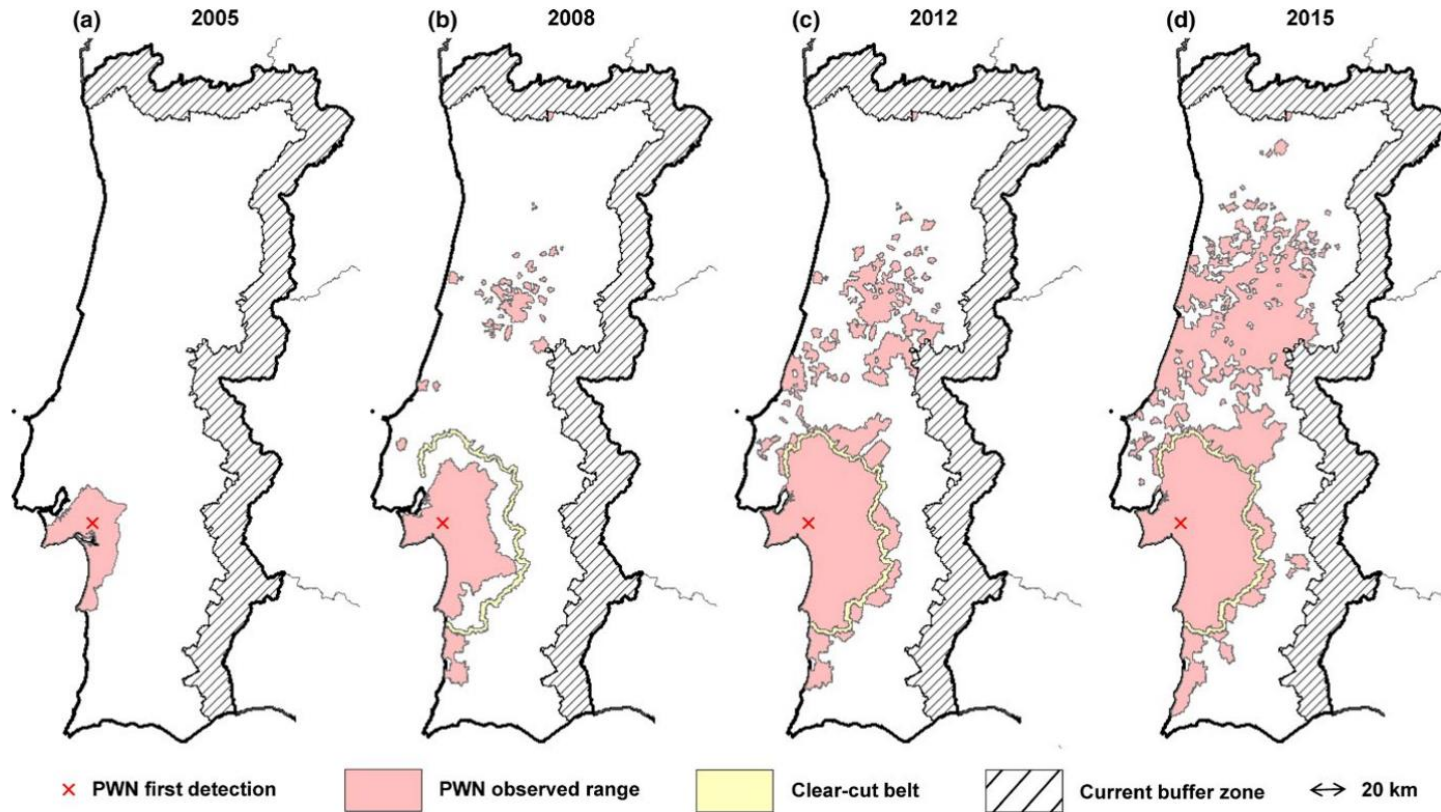 (a) 2005 (b) 2008 (c) 2012 (d) 2015
PWN first detection PWN observed range Clear-cut belt Current buffer zone 20 km